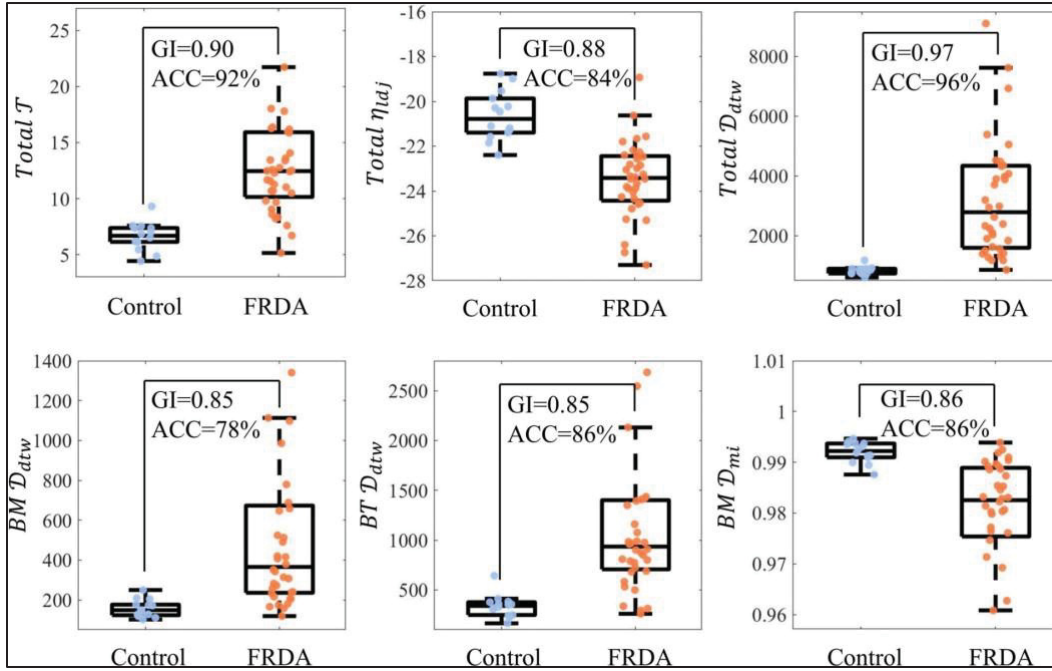 Total 𝒯
25
20
15
10
5
GI=0.90
ACC=92%
Control FRDA
Total η_ldj
-16
-18
-20
-22
-24
-26
-28
GI=0.88
ACC=84%
Control FRDA
Total 𝒟_dtw
8000
6000
4000
2000
GI=0.97
ACC=96%
Control FRDA
BM 𝒟_dtw
1400
1200
1000
800
600
400
200
GI=0.85
ACC=78%
Control FRDA
BT 𝒟_dtw
2500
2000
1500
1000
500
GI=0.85
ACC=86%
Control FRDA
BM 𝒟_mi
1.01
1
0.99
0.98
0.97
0.96
GI=0.86
ACC=86%
Control FRDA